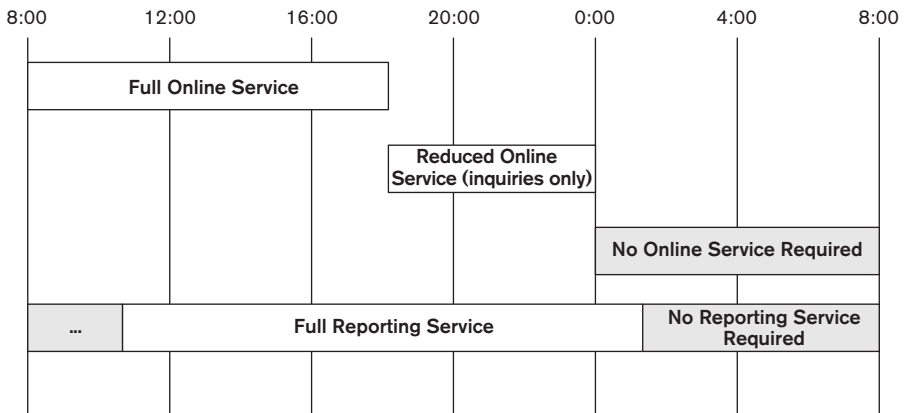 8:00 12:00 16:00 20:00 0:00 4:00 8:00
Full Online Service
Reduced Online
Service (inquiries only)
No Online Service Required
... Full Reporting Service No Reporting Service
Required